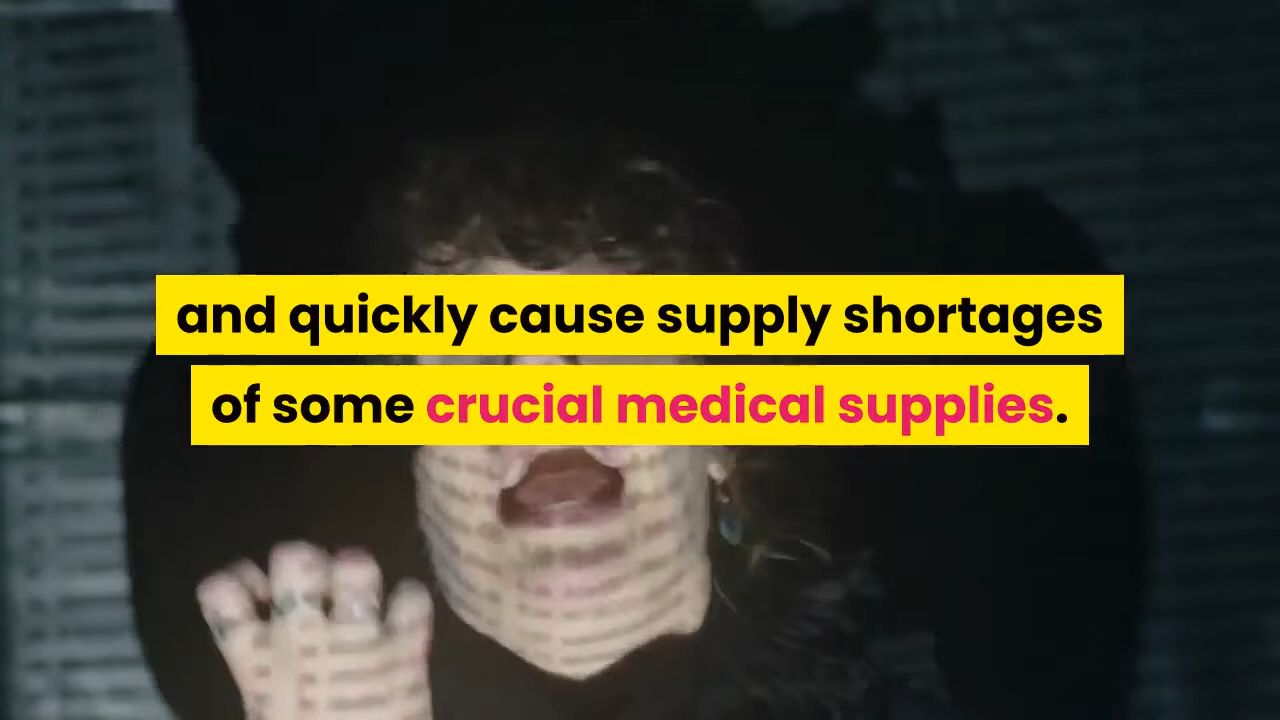 and quickly cause supply shortages
of some crucial medical supplies.